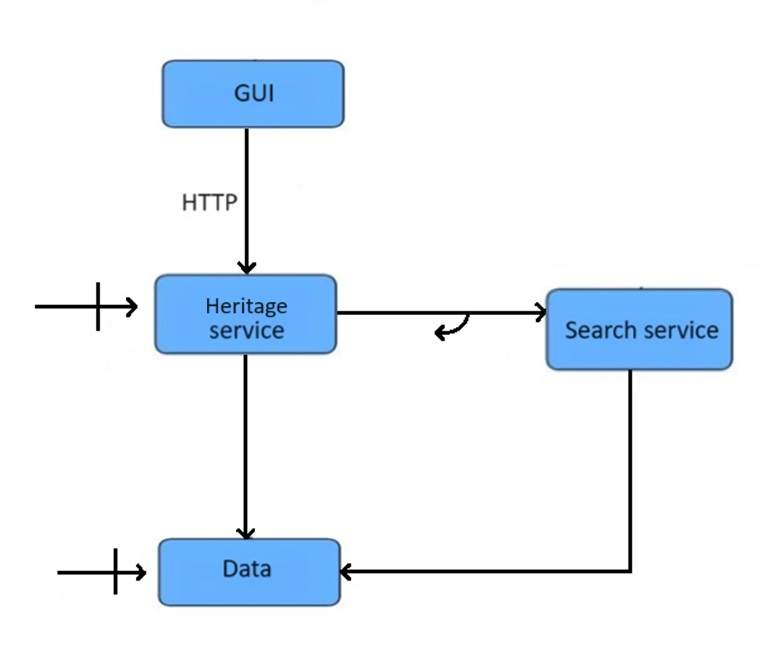 GUI
HTTP
Heritage
service
Search service
Data